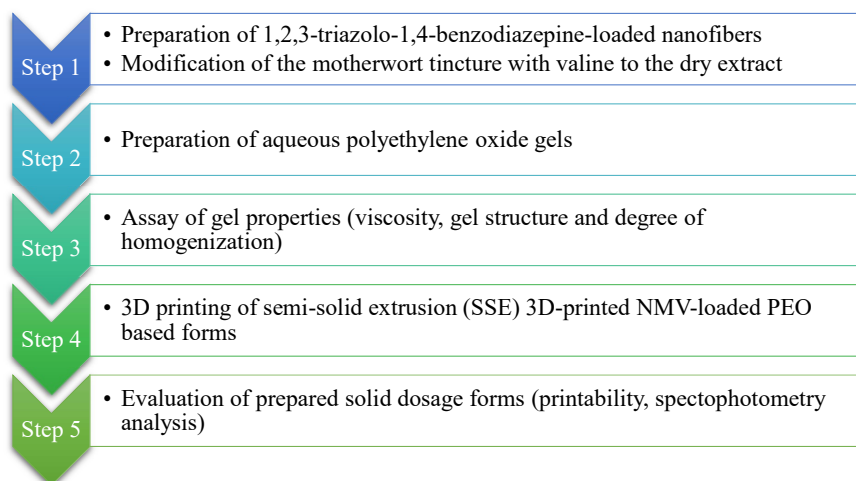 Step 1
• Preparation of 1,2,3-triazolo-1,4-benzodiazepine-loaded nanofibers
• Modification of the motherwort tincture with valine to the dry extract
Step 2
• Preparation of aqueous polyethylene oxide gels
Step 3
• Assay of gel properties (viscosity, gel structure and degree of
homogenization)
Step 4
• 3D printing of semi-solid extrusion (SSE) 3D-printed NMV-loaded PEO
based forms
Step 5
• Evaluation of prepared solid dosage forms (printability, spectophotometry
analysis)